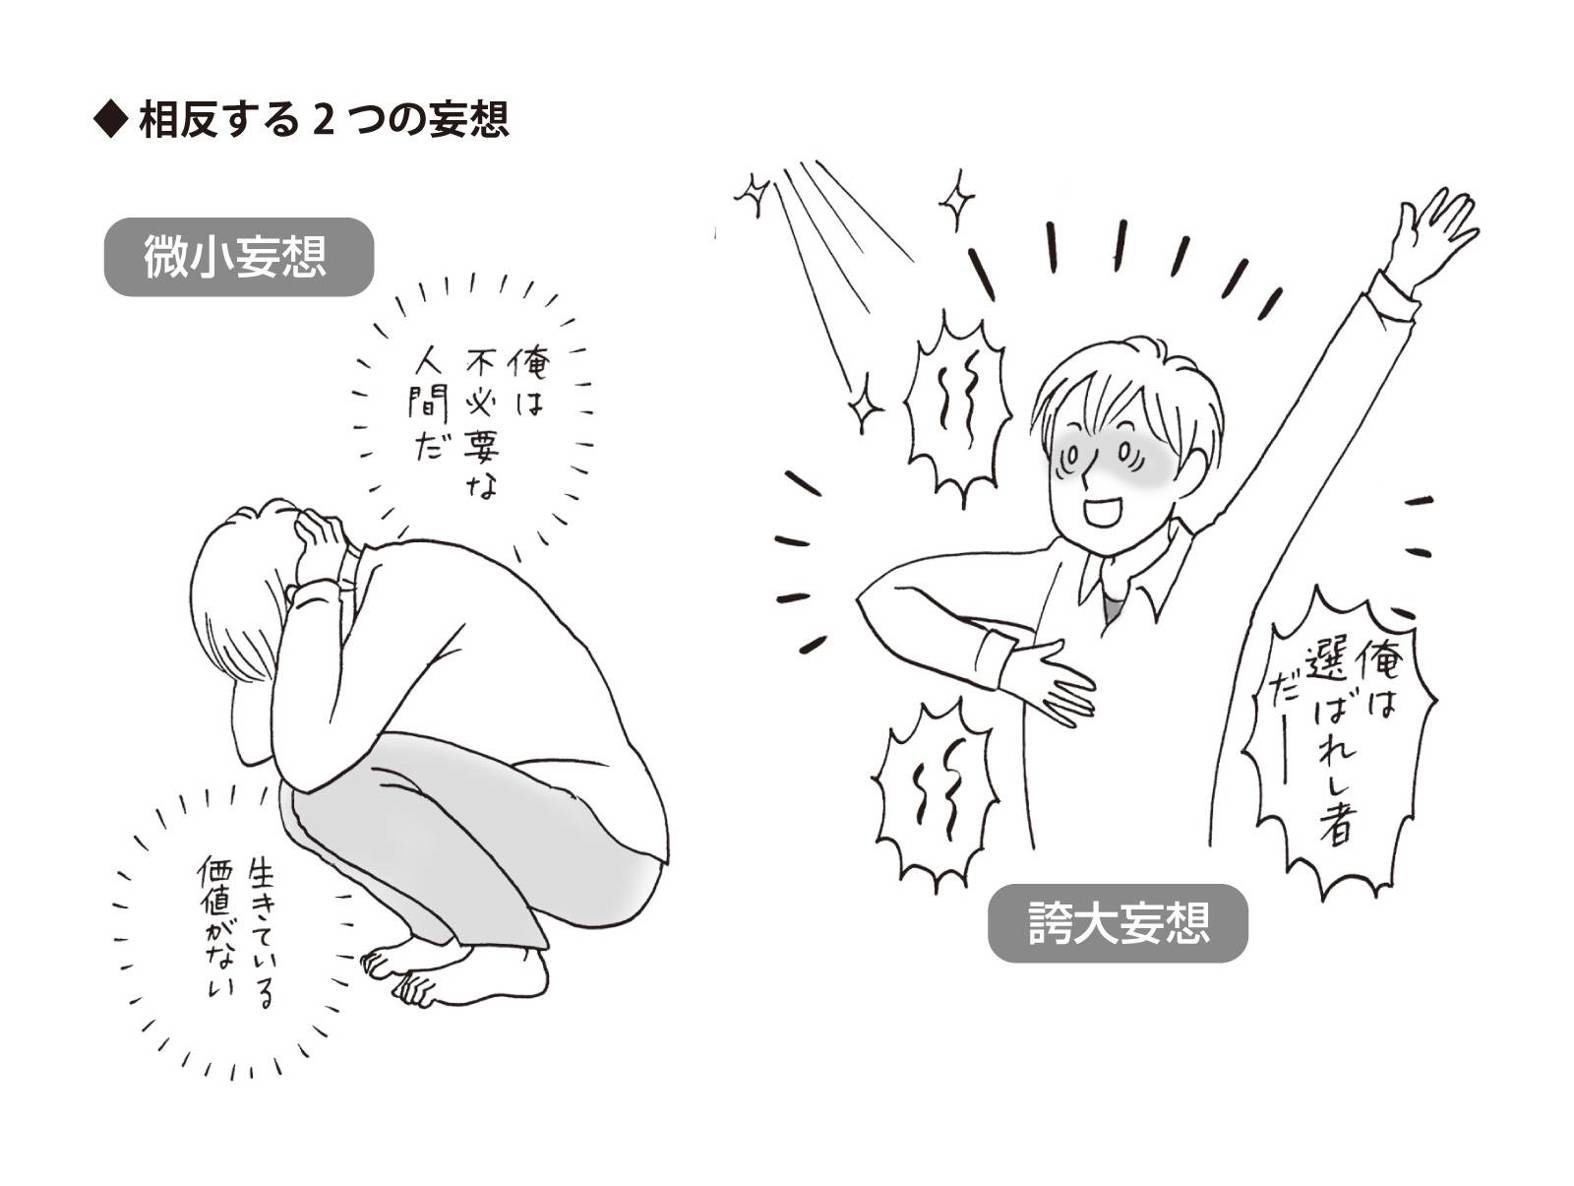 ◆相反する2つの妄想
微小妄想
俺は
不必要な
人間だ
生きている
価値がない
俺は
選ばれし者
だー
誇大妄想